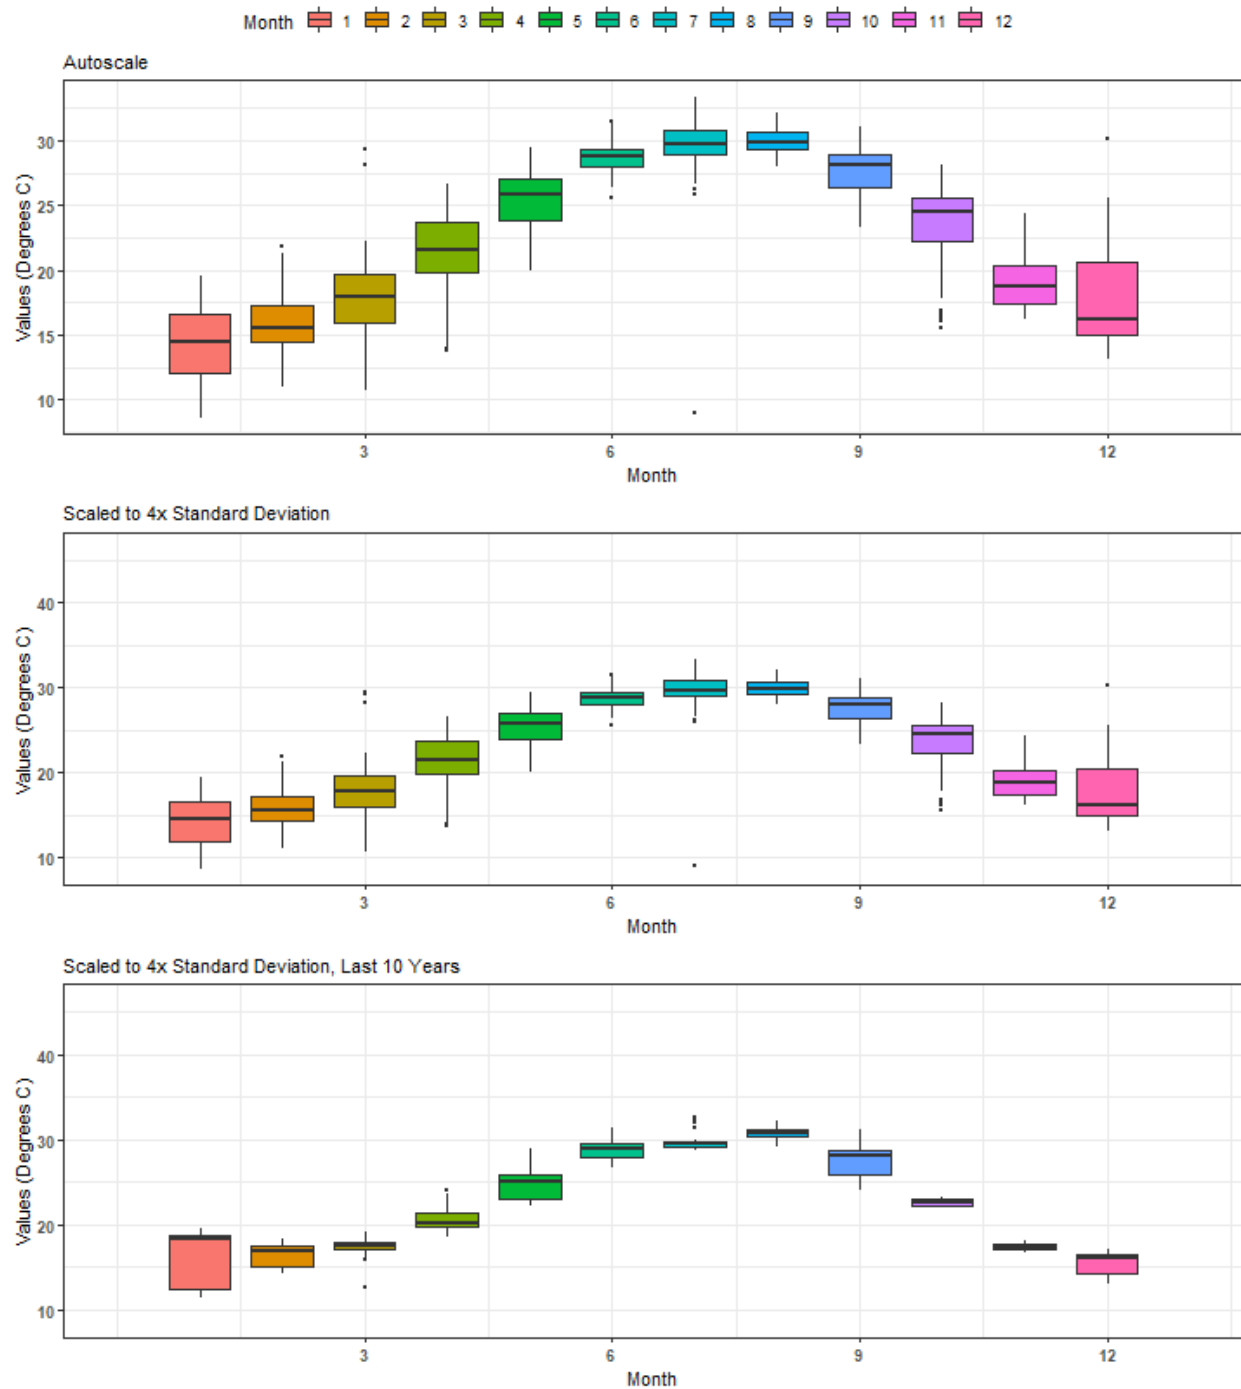 Month 1 2 3 4 5 6 7 8 9 10 11 12
Autoscale
Values (Degrees C)
30
25
20
15
10
3 6 9 12
Month
Scaled to 4x Standard Deviation
Values (Degrees C)
40
30
20
10
3 6 9 12
Month
Scaled to 4x Standard Deviation, Last 10 Years
Values (Degrees C)
40
30
20
10
3 6 9 12
Month